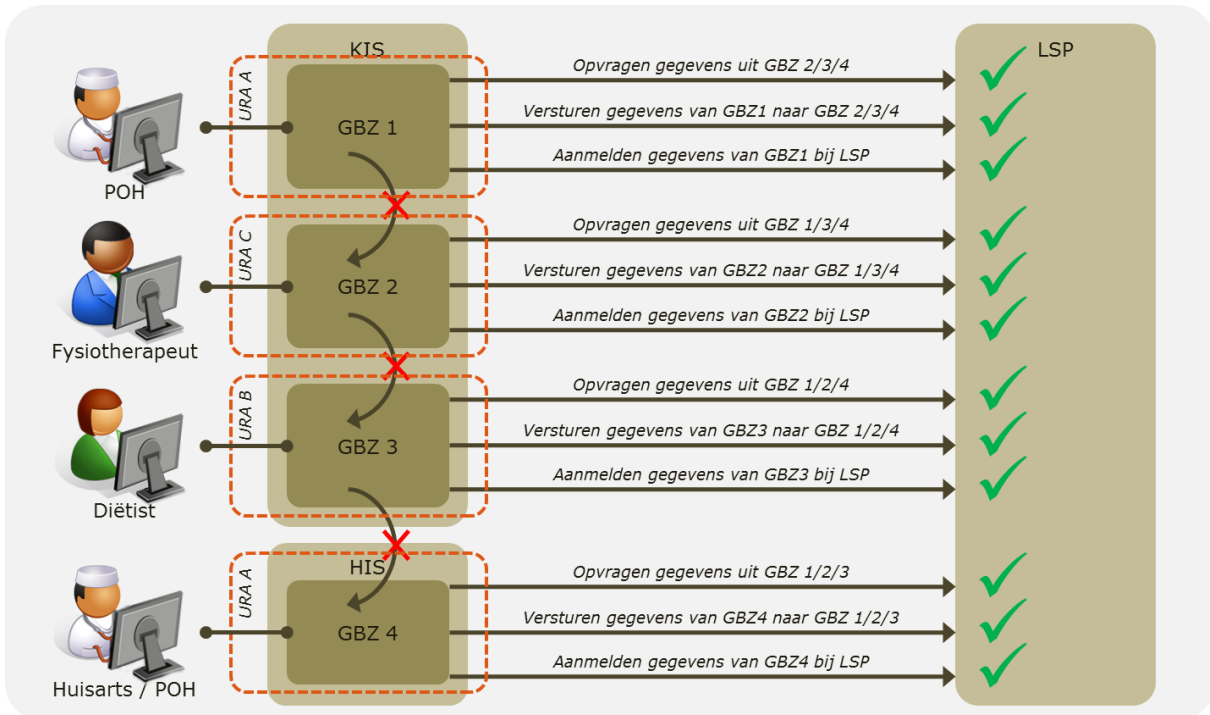 KIS
LSP
URA A
GBZ 1
POH
Opvragen gegevens uit GBZ 2/3/4
Versturen gegevens van GBZ1 naar GBZ 2/3/4
Aanmelden gegevens van GBZ1 bij LSP
URA C
GBZ 2
Fysiotherapeut
Opvragen gegevens uit GBZ 1/3/4
Versturen gegevens van GBZ2 naar GBZ 1/3/4
Aanmelden gegevens van GBZ2 bij LSP
URA B
GBZ 3
Diëtist
Opvragen gegevens uit GBZ 1/2/4
Versturen gegevens van GBZ3 naar GBZ 1/2/4
Aanmelden gegevens van GBZ3 bij LSP
HIS
URA A
GBZ 4
Huisarts / POH
Opvragen gegevens uit GBZ 1/2/3
Versturen gegevens van GBZ4 naar GBZ 1/2/3
Aanmelden gegevens van GBZ4 bij LSP